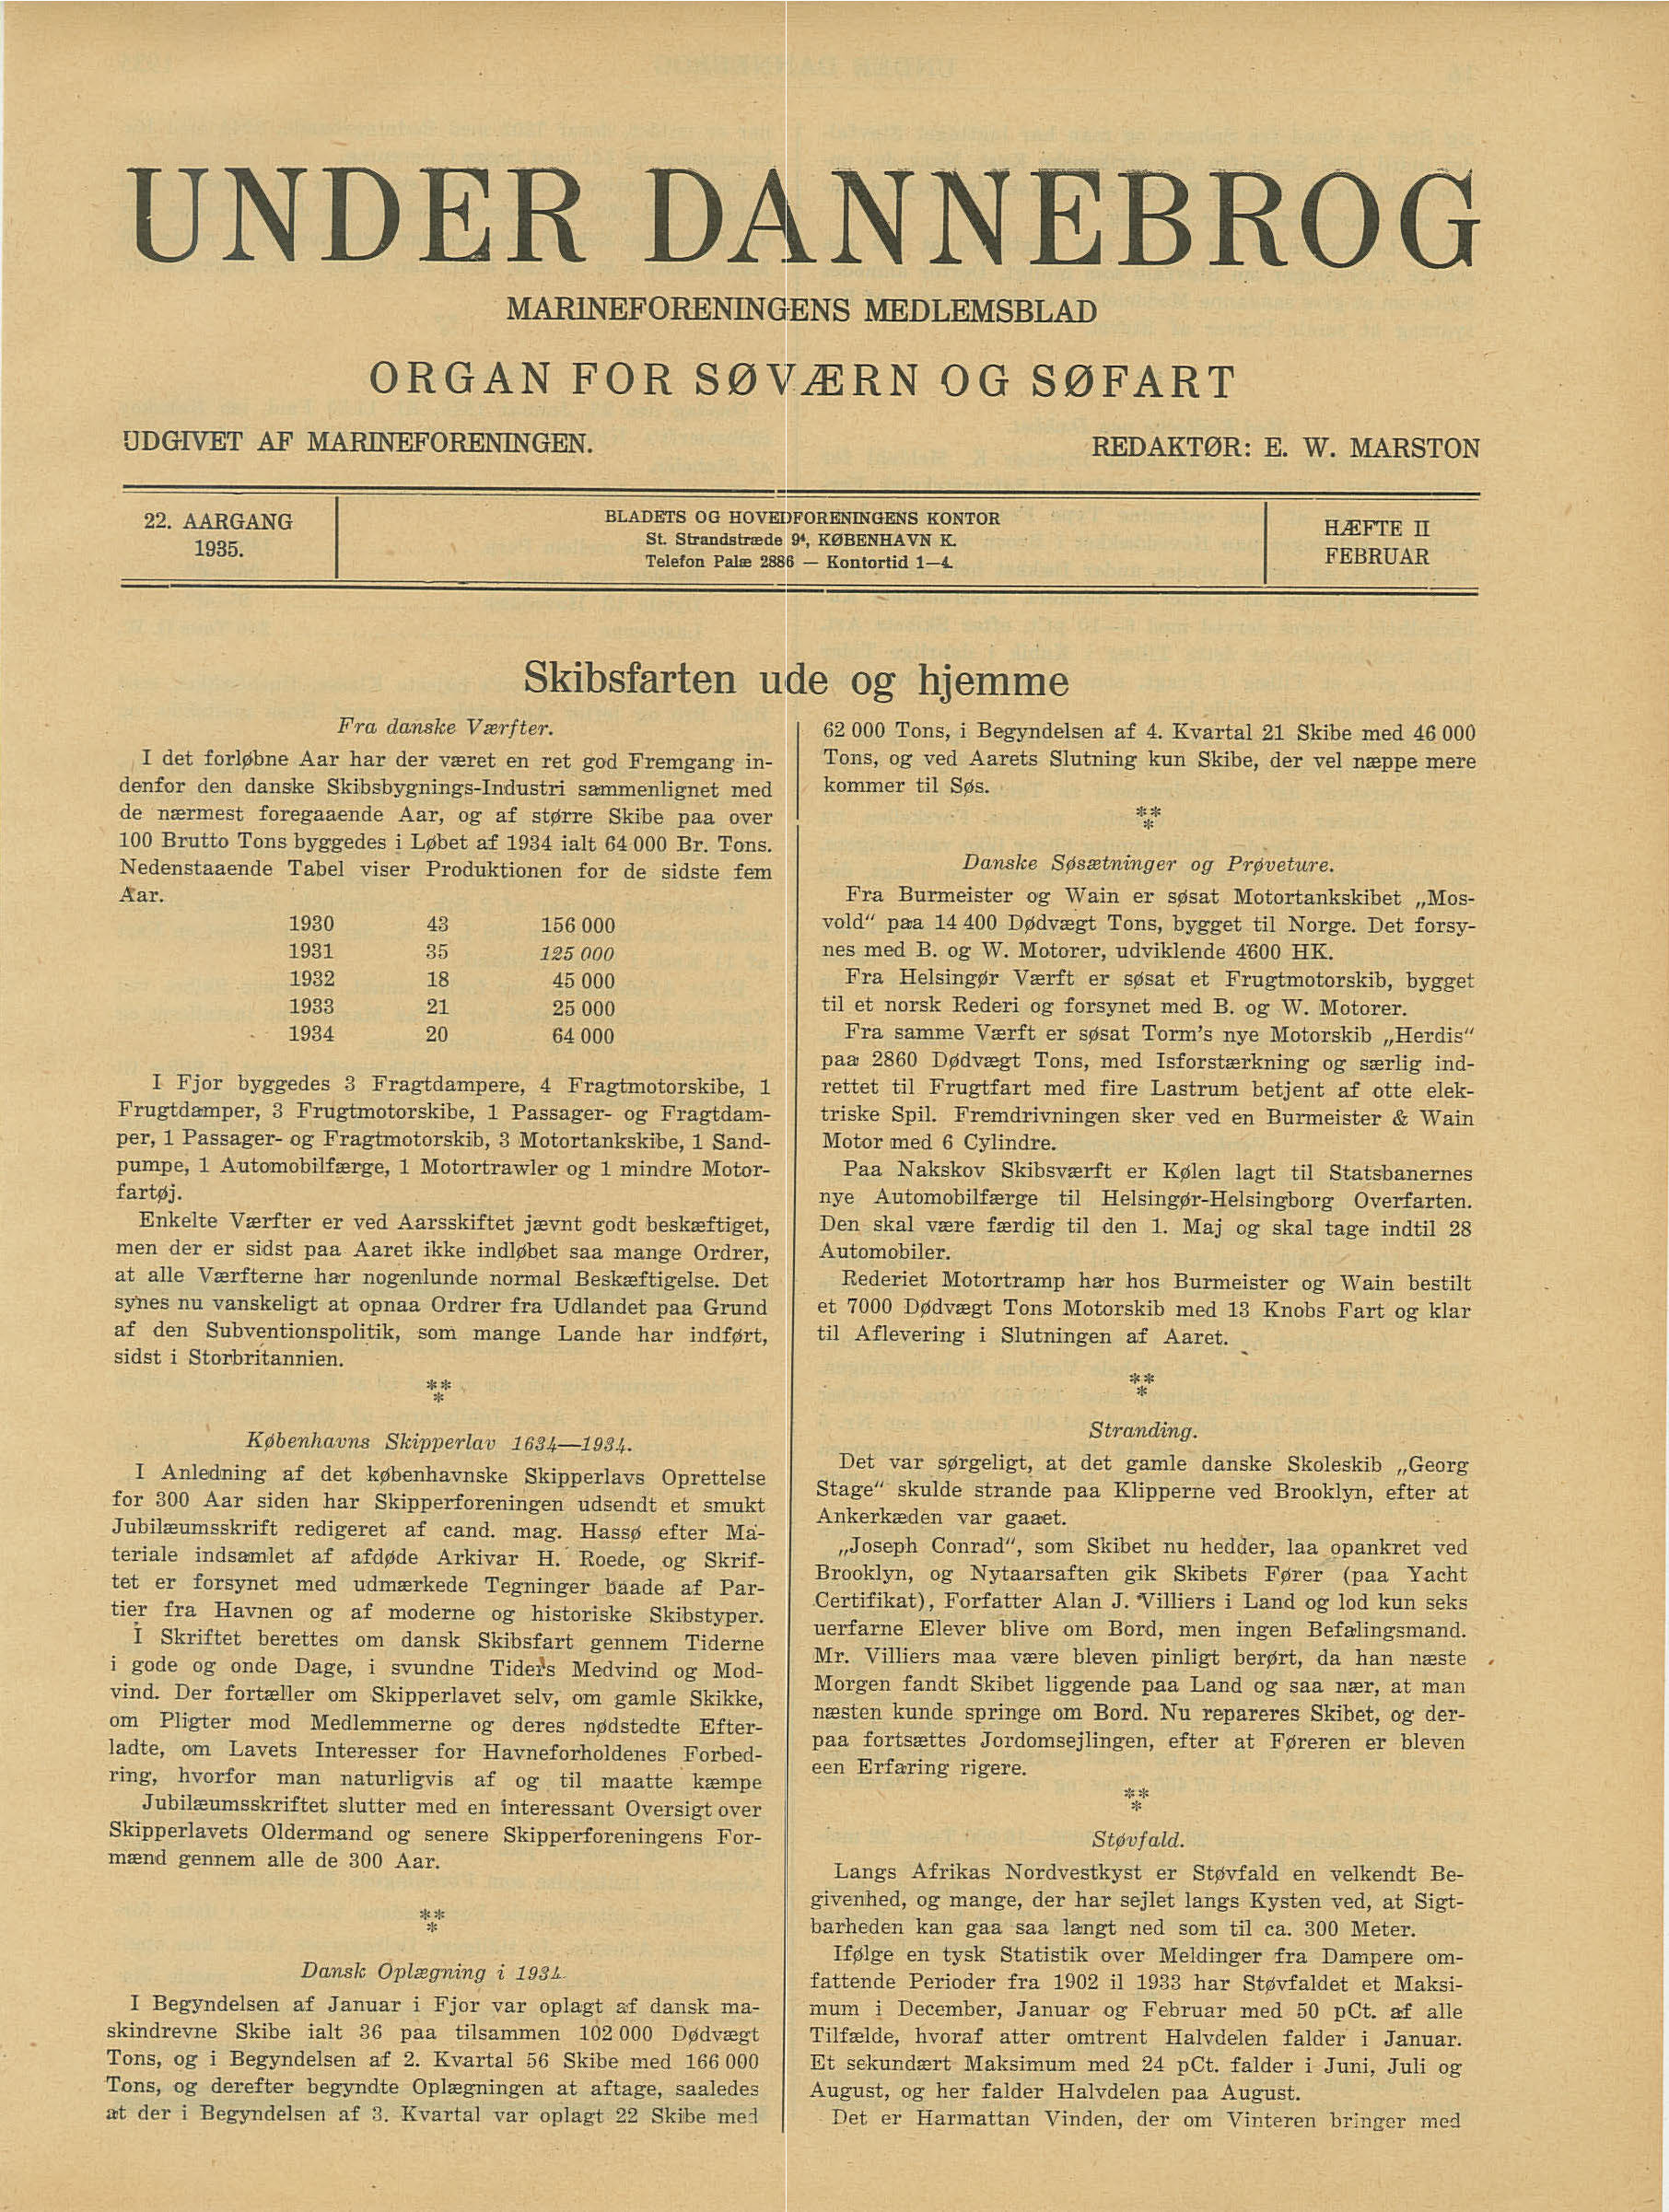 UNDER DANNEBROG
MARINEFORENINGENS MEDLEMSBLAD
ORGAN FOR SØVÆRN OG SØFART
UDGIVET AF MARINEFORENINGEN.
REDAKTØR: E. W. MARSTON
22. AARGANG
1935.
BLADETS OG HOVEDFORENINGENS KONTOR
St. Strandstræde 9⁴, KØBENHAVN K.
Telefon Palæ 2886 — Kontortid 1—4.
HÆFTE II
FEBRUAR
Skibsfarten ude og hjemme
Fra danske Værfter.
I det forløbne Aar har der været en ret god Fremgang in-
denfor den danske Skibsbygnings-Industri sammenlignet med
de nærmest foregaaende Aar, og af større Skibe paa over
100 Brutto Tons byggedes i Løbet af 1934 ialt 64 000 Br. Tons.
Nedenstaaende Tabel viser Produktionen for de sidste fem
Aar.
1930 43 156 000
1931 35 125 000
1932 18 45 000
1933 21 25 000
1934 20 64 000
I Fjor byggedes 3 Fragtdampere, 4 Fragtmotorskibe, 1
Frugtdamper, 3 Frugtmotorskibe, 1 Passager- og Fragtdam-
per, 1 Passager- og Fragtmotorskib, 3 Motortankskibe, 1 Sand-
pumpe, 1 Automobilfærge, 1 Motortrawler og 1 mindre Motor-
fartøj.
Enkelte Værfter er ved Aarsskiftet jævnt godt beskæftiget,
men der er sidst paa Aaret ikke indløbet saa mange Ordrer,
at alle Værfterne har nogenlunde normal Beskæftigelse. Det
synes nu vanskeligt at opnaa Ordrer fra Udlandet paa Grund
af den Subventionspolitik, som mange Lande har indført,
sidst i Storbritannien.
**
*
Københavns Skipperlav 1634—1934.
I Anledning af det københavnske Skipperlavs Oprettelse
for 300 Aar siden har Skipperforeningen udsendt et smukt
Jubilæumsskrift redigeret af cand. mag. Hassø efter Ma-
teriale indsamlet af afdøde Arkivar H. Roede, og Skrif-
tet er forsynet med udmærkede Tegninger baade af Par-
tier fra Havnen og af moderne og historiske Skibstyper.
I Skriftet berettes om dansk Skibsfart gennem Tiderne
i gode og onde Dage, i svundne Tiders Medvind og Mod-
vind. Der fortæller om Skipperlavet selv, om gamle Skikke,
om Pligter mod Medlemmerne og deres nødstedte Efter-
ladte, om Lavets Interesser for Havneforholdenes Forbed-
ring, hvorfor man naturligvis af og til maatte kæmpe
Jubilæumsskriftet slutter med en interessant Oversigt over
Skipperlavets Oldermand og senere Skipperforeningens For-
mænd gennem alle de 300 Aar.
**
*
Dansk Oplægning i 1934.
I Begyndelsen af Januar i Fjor var oplagt af dansk ma-
skindrevne Skibe ialt 36 paa tilsammen 102 000 Dødvægt
Tons, og i Begyndelsen af 2. Kvartal 56 Skibe med 166 000
Tons, og derefter begyndte Oplægningen at aftage, saaledes
at der i Begyndelsen af 3. Kvartal var oplagt 22 Skibe med
62 000 Tons, i Begyndelsen af 4. Kvartal 21 Skibe med 46 000
Tons, og ved Aarets Slutning kun Skibe, der vel næppe mere
kommer til Søs.
**
*
Danske Søsætninger og Prøveture.
Fra Burmeister og Wain er søsat Motortankskibet „Mos-
vold" paa 14 400 Dødvægt Tons, bygget til Norge. Det forsy-
nes med B. og W. Motorer, udviklende 4600 HK.
Fra Helsingør Værft er søsat et Frugtmotorskib, bygget
til et norsk Rederi og forsynet med B. og W. Motorer.
Fra samme Værft er søsat Torm's nye Motorskib „Herdis"
paa 2860 Dødvægt Tons, med Isforstærkning og særlig ind-
rettet til Frugtfart med fire Lastrum betjent af otte elek-
triske Spil. Fremdrivningen sker ved en Burmeister & Wain
Motor med 6 Cylindre.
Paa Nakskov Skibsværft er Kølen lagt til Statsbanernes
nye Automobilfærge til Helsingør-Helsingborg Overfarten.
Den skal være færdig til den 1. Maj og skal tage indtil 28
Automobiler.
Rederiet Motortramp har hos Burmeister og Wain bestilt
et 7000 Dødvægt Tons Motorskib med 13 Knobs Fart og klar
til Aflevering i Slutningen af Aaret.
**
*
Stranding.
Det var sørgeligt, at det gamle danske Skoleskib „Georg
Stage" skulde strande paa Klipperne ved Brooklyn, efter at
Ankerkæden var gaaet.
„Joseph Conrad", som Skibet nu hedder, laa opankret ved
Brooklyn, og Nytaarsaften gik Skibets Fører (paa Yacht
Certifikat), Forfatter Alan J. Villiers i Land og lod kun seks
uerfarne Elever blive om Bord, men ingen Befalingsmand.
Mr. Villiers maa være bleven pinligt berørt, da han næste
Morgen fandt Skibet liggende paa Land og saa nær, at man
næsten kunde springe om Bord. Nu repareres Skibet, og der-
paa fortsættes Jordomsejlingen, efter at Føreren er bleven
een Erfaring rigere.
**
*
Støvfald.
Langs Afrikas Nordvestkyst er Støvfald en velkendt Be-
givenhed, og mange, der har sejlet langs Kysten ved, at Sigt-
barheden kan gaa saa langt ned som til ca. 300 Meter.
Ifølge en tysk Statistik over Meldinger fra Dampere om-
fattende Perioder fra 1902 il 1933 har Støvfaldet et Maksi-
mum i December, Januar og Februar med 50 pCt. af alle
Tilfælde, hvoraf atter omtrent Halvdelen falder i Januar.
Et sekundært Maksimum med 24 pCt. falder i Juni, Juli og
August, og her falder Halvdelen paa August.
Det er Harmattan Vinden, der om Vinteren bringer med